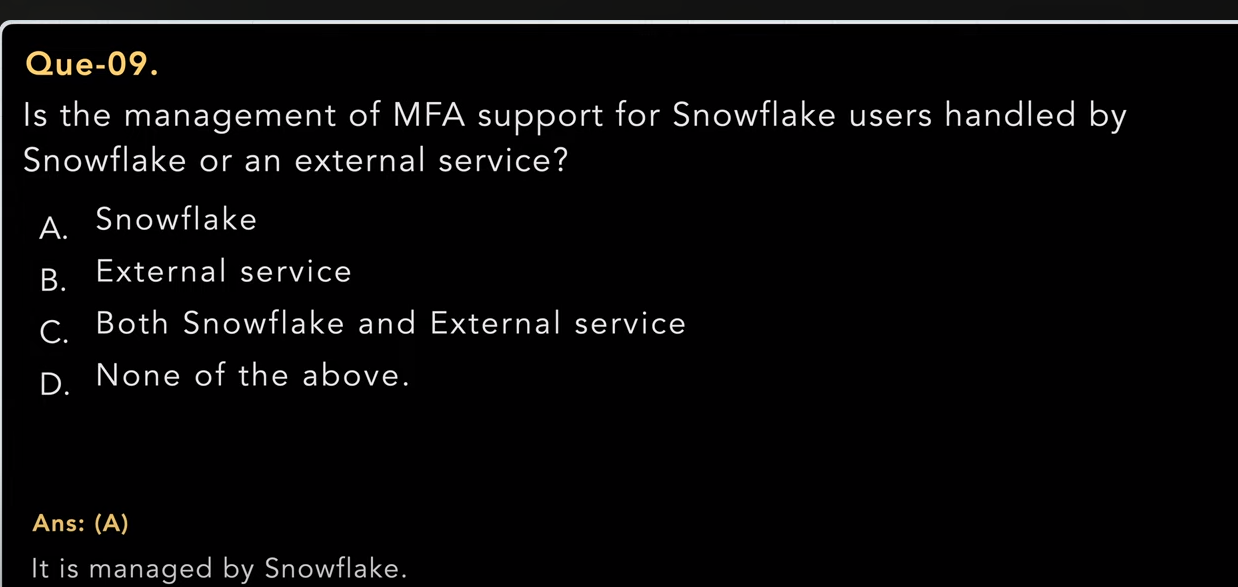 Que-09.
Is the management of MFA support for Snowflake users handled by
Snowflake or an external service?
A. Snowflake
B. External service
C. Both Snowflake and External service
D. None of the above.
Ans: (A)
It is managed by Snowflake.